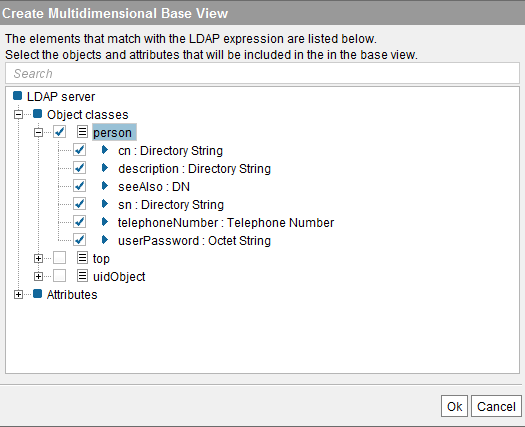 Create Multidimensional Base View
The elements that match with the LDAP expression are listed below.
Select the objects and attributes that will be included in the in the base view.
Search
LDAP server
Object classes
person
cn : Directory String
description : Directory String
seeAlso : DN
sn : Directory String
telephoneNumber : Telephone Number
userPassword : Octet String
top
uidObject
Attributes
Ok Cancel